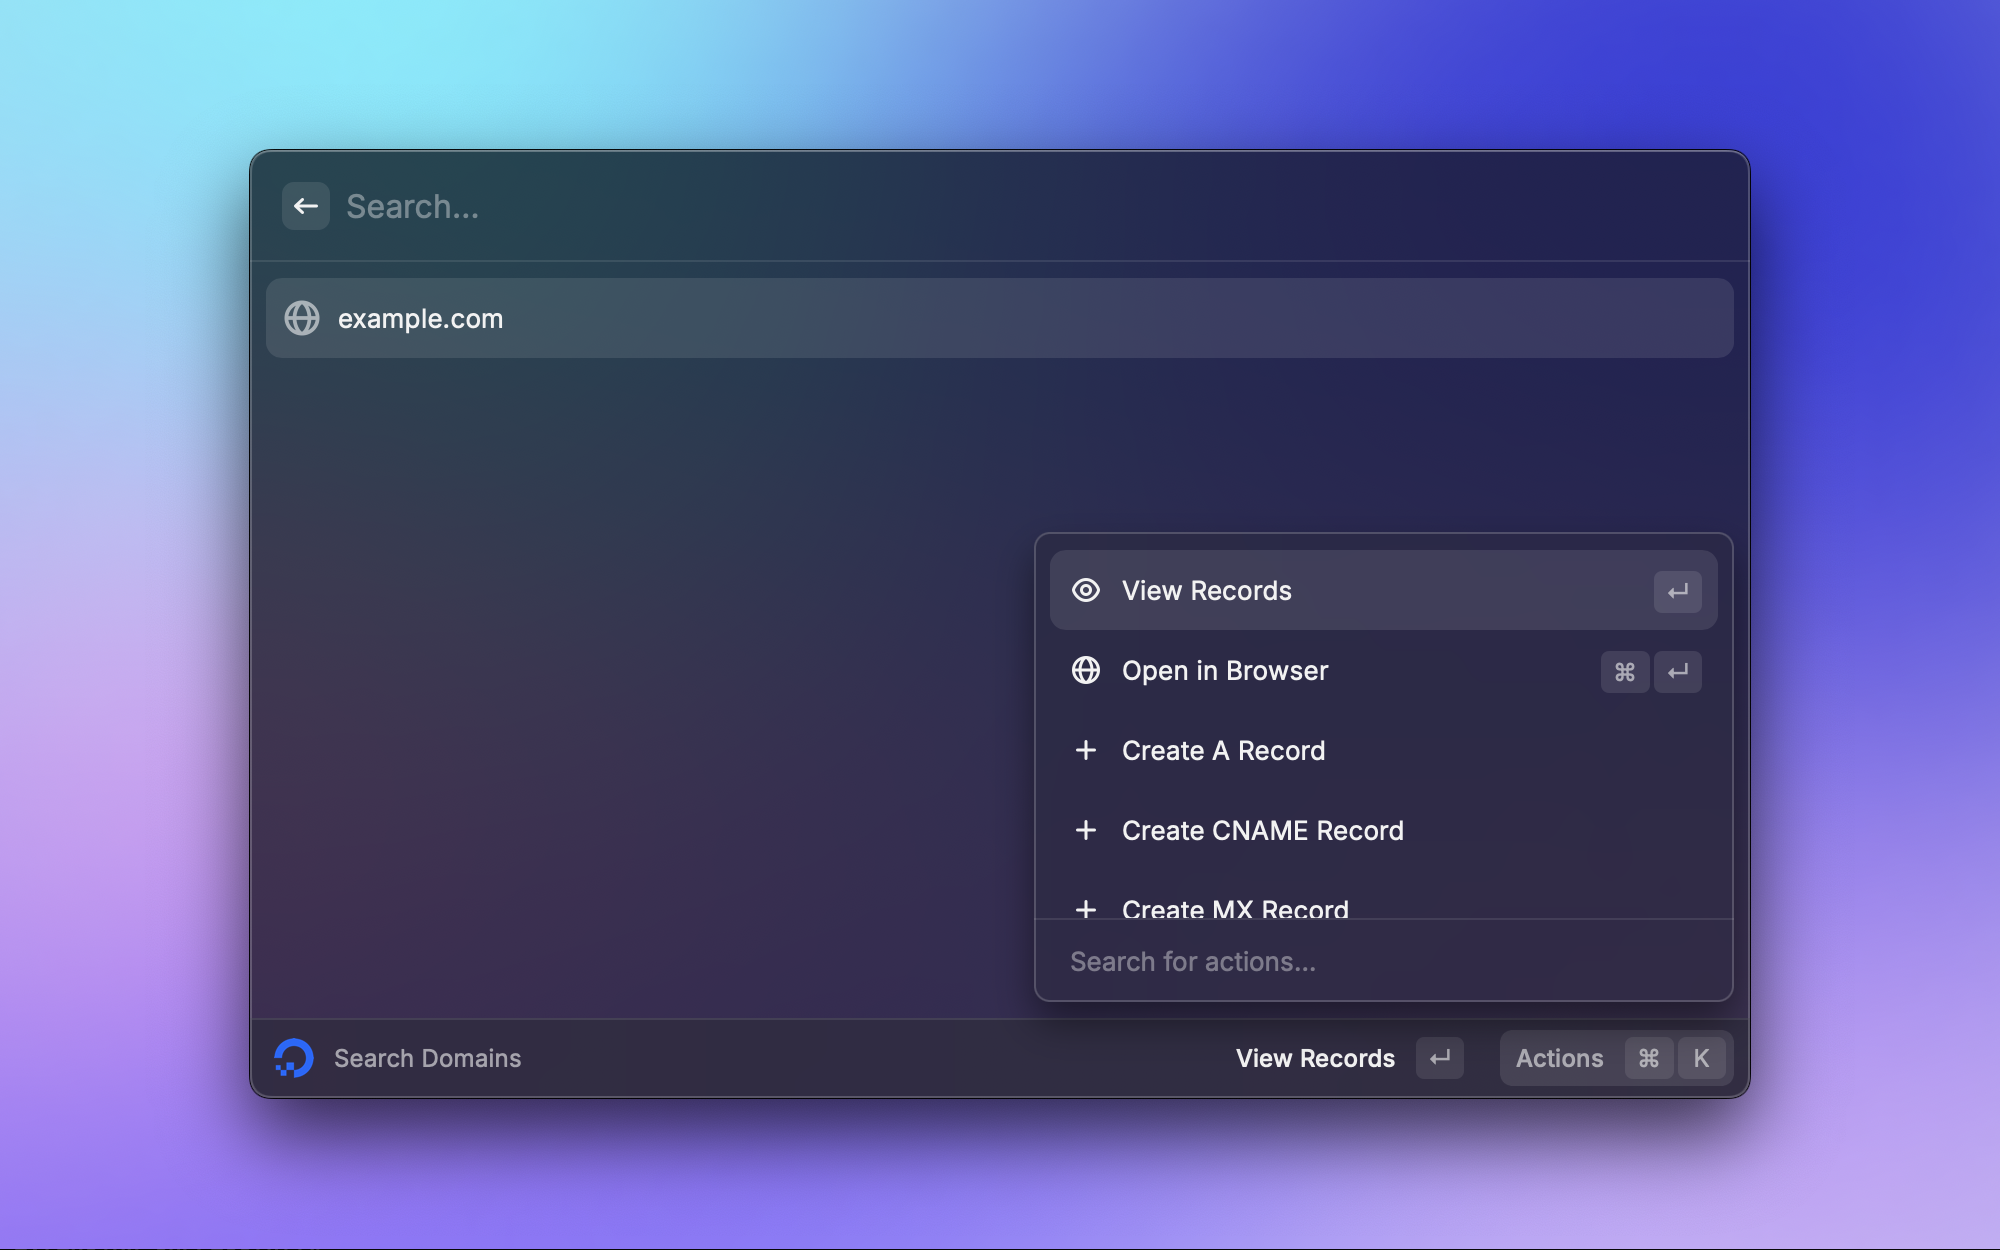 Search...
example.com
View Records
Open in Browser ⌘
Create A Record
Create CNAME Record
Create MX Record
Search for actions...
Search Domains
View Records
Actions ⌘ K